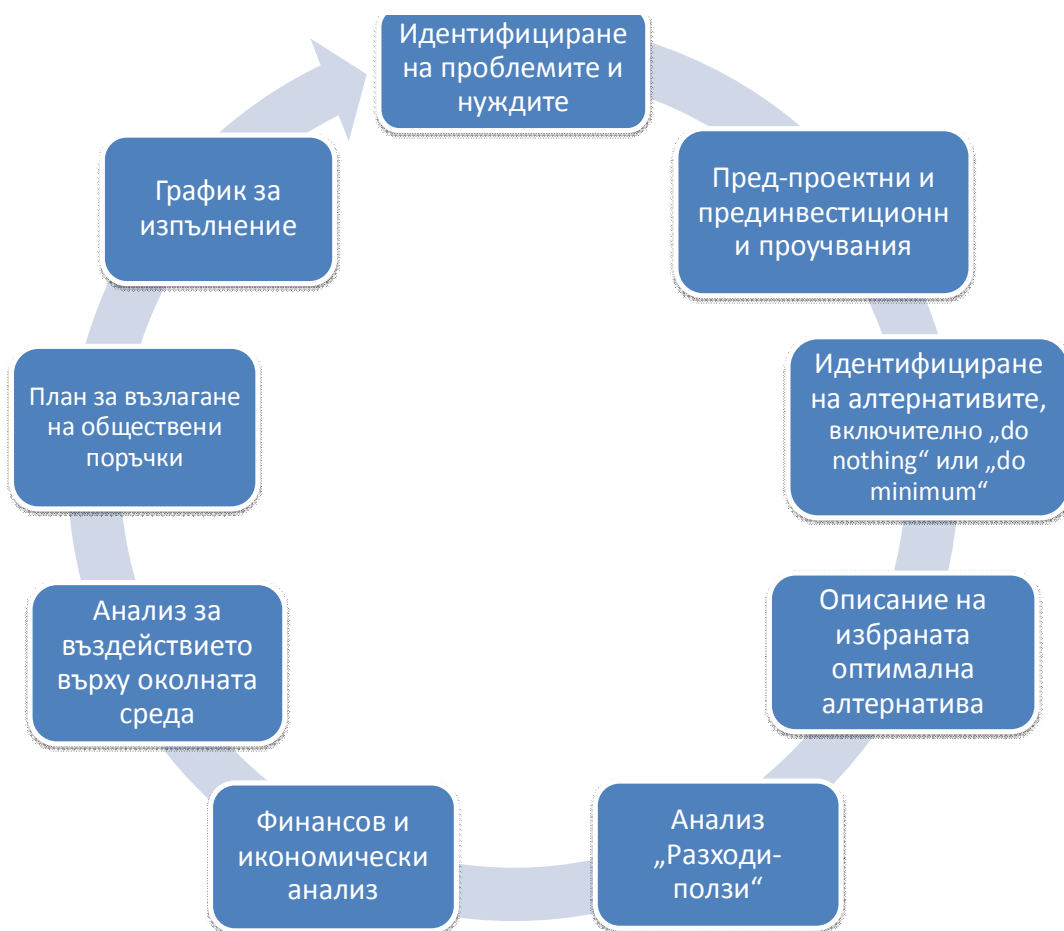 Идентифициране
на проблемите и
нуждите
Пред-проектни и
прединвестиционн
и проучвания
Идентифициране
на алтернативите,
включително „do
nothing“ или „do
minimum“
Описание на
избраната
оптимална
алтернатива
Анализ
„Разходи-
ползи“
Финансов и
икономически
анализ
Анализ за
въздействието
върху околната
среда
План за възлагане
на обществени
поръчки
График за
изпълнение